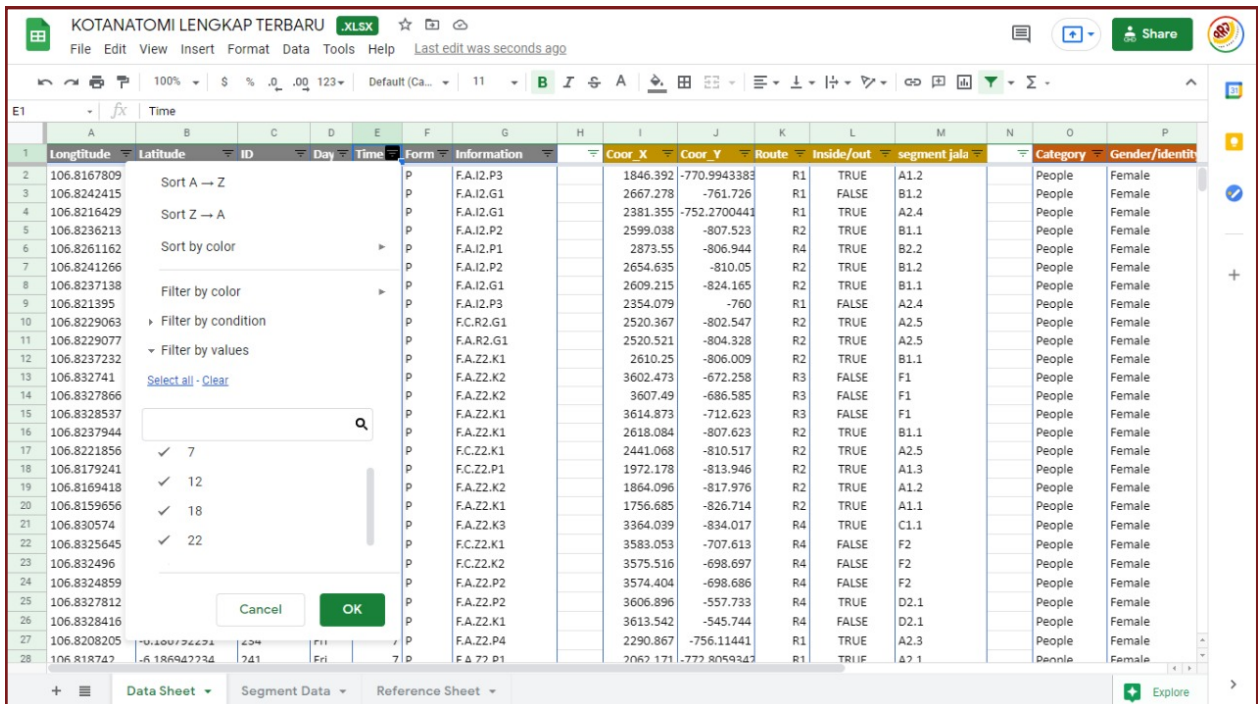 KOTANATOMI LENGKAP TERBARU .XLSX
File Edit View Insert Format Data Tools Help Last edit was seconds ago
Share
100% $ % .0 .00 123 Default (Ca... 11 B I S A
E1 fx Time
A B C D E F G H I J K L M N O P
1 Longtitude Latitude ID Day Time Form Information Coor_X Coor_Y Route Inside/out segment jala Category Gender/identit
2 106.8167809 P F.A.I2.P3 1846.392 -770.9943383 R1 TRUE A1.2 People Female
3 106.8242415 P F.A.I2.G1 2667.278 -761.726 R1 FALSE B1.2 People Female
4 106.8216429 P F.A.I2.G1 2381.355 -752.2700441 R1 TRUE A2.4 People Female
5 106.8236213 P F.A.I2.P2 2599.038 -807.523 R2 TRUE B1.1 People Female
6 106.8261162 P F.A.I2.P1 2873.55 -806.944 R4 TRUE B2.2 People Female
7 106.8241266 P F.A.I2.P2 2654.635 -810.05 R2 TRUE B1.2 People Female
8 106.8237138 P F.A.I2.G1 2609.215 -824.165 R2 TRUE B1.1 People Female
9 106.821395 P F.A.I2.P3 2354.079 -760 R1 FALSE A2.4 People Female
10 106.8229063 P F.C.R2.G1 2520.367 -802.547 R2 TRUE A2.5 People Female
11 106.8229077 P F.A.R2.G1 2520.521 -804.328 R2 TRUE A2.5 People Female
12 106.8237232 P F.A.Z2.K1 2610.25 -806.009 R2 TRUE B1.1 People Female
13 106.832741 P F.A.Z2.K2 3602.473 -672.258 R3 FALSE F1 People Female
14 106.8327866 P F.A.Z2.K2 3607.49 -686.585 R3 FALSE F1 People Female
15 106.8328537 P F.A.Z2.K1 3614.873 -712.623 R3 FALSE F1 People Female
16 106.8237944 P F.A.Z2.K1 2618.084 -807.623 R2 TRUE B1.1 People Female
17 106.8221856 P F.C.Z2.K1 2441.068 -810.517 R2 TRUE A2.5 People Female
18 106.8179241 P F.C.Z2.P1 1972.178 -813.946 R2 TRUE A1.3 People Female
19 106.8169418 P F.A.Z2.K2 1864.096 -817.976 R2 TRUE A1.2 People Female
20 106.8159656 P F.A.Z2.K1 1756.685 -826.714 R2 TRUE A1.1 People Female
21 106.830574 P F.A.Z2.K3 3364.039 -834.017 R4 TRUE C1.1 People Female
22 106.8325645 P F.C.Z2.K1 3583.053 -707.613 R4 FALSE F2 People Female
23 106.832496 P F.C.Z2.K2 3575.516 -698.697 R4 FALSE F2 People Female
24 106.8324859 P F.A.Z2.P2 3574.404 -698.686 R4 FALSE F2 People Female
25 106.8327812 P F.A.Z2.P2 3606.896 -557.733 R4 TRUE D2.1 People Female
26 106.8328416 P F.A.Z2.K1 3613.542 -545.744 R4 FALSE D2.1 People Female
27 106.8208205 -6.186792291 234 Fri 7 P F.A.Z2.P4 2290.867 -756.11441 R1 TRUE A2.3 People Female
28 106.818742 -6.186942234 241 Fri 7 P F.A.Z2.P1 2062.171 -772.8059347 R1 TRUE A2.1 People Female
Sort A → Z
Sort Z → A
Sort by color
Filter by color
Filter by condition
Filter by values
Select all - Clear
7
12
18
22
Cancel OK
Data Sheet Segment Data Reference Sheet Explore